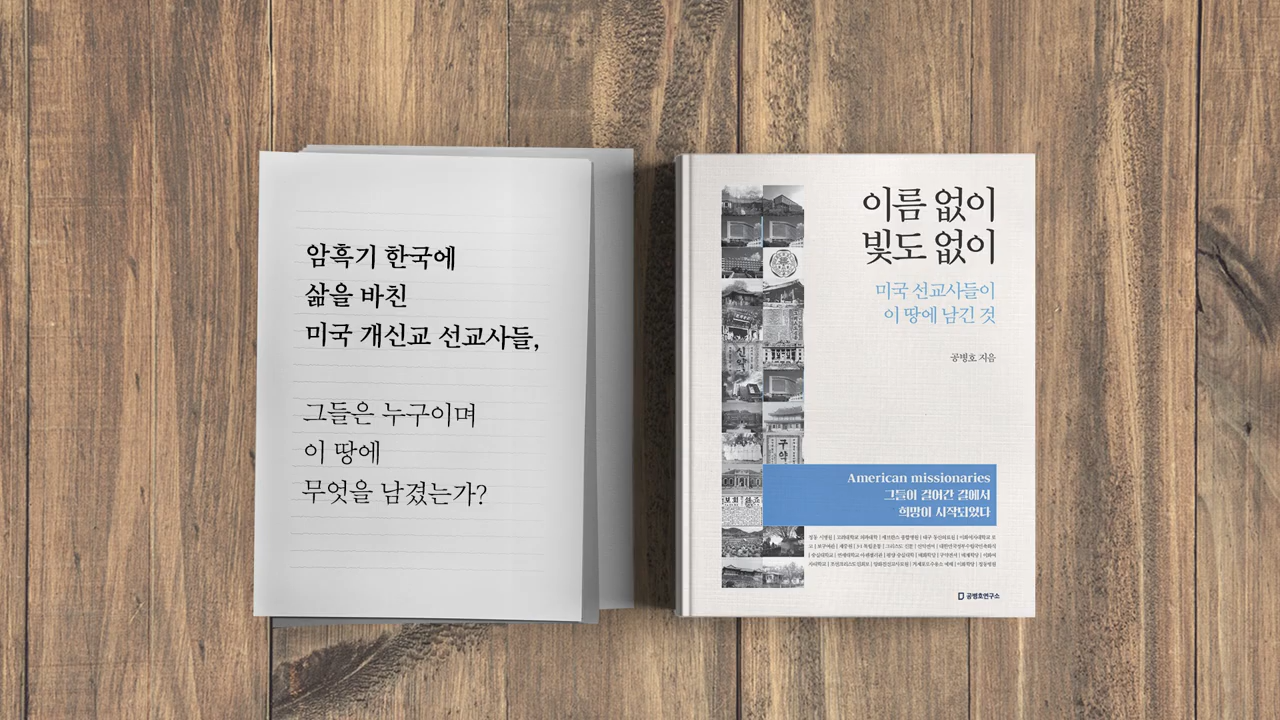 암흑기 한국에
삶을 바친
미국 개신교 선교사들,
그들은 누구이며
이 땅에
무엇을 남겼는가?
이름 없이
빛도 없이
미국 선교사들이
이 땅에 남긴 것
공병호 지음
신약
구약
American missionaries
그들이 걸어간 길에서
희망이 시작되었다
공병호연구소